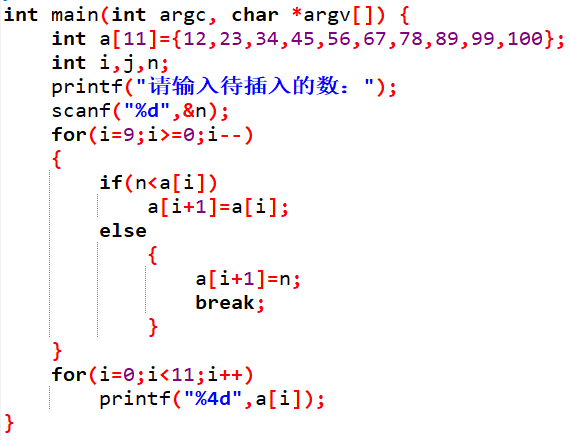 int main(int argc, char *argv[]) {
    int a[11]={12,23,34,45,56,67,78,89,99,100};
    int i,j,n;
    printf("请输入待插入的数：");
    scanf("%d",&n);
    for(i=9;i>=0;i--)
    {
        if(n<a[i])
            a[i+1]=a[i];
        else
            {
                a[i+1]=n;
                break;
            }
    }
    for(i=0;i<11;i++)
        printf("%4d",a[i]);
}